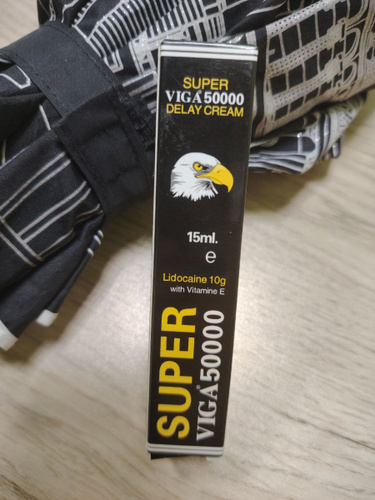 SUPER
VIGA 50000
DELAY CREAM
15ml.
e
Lidocaine 10g
with Vitamine E
SUPER
VIGA® 50000